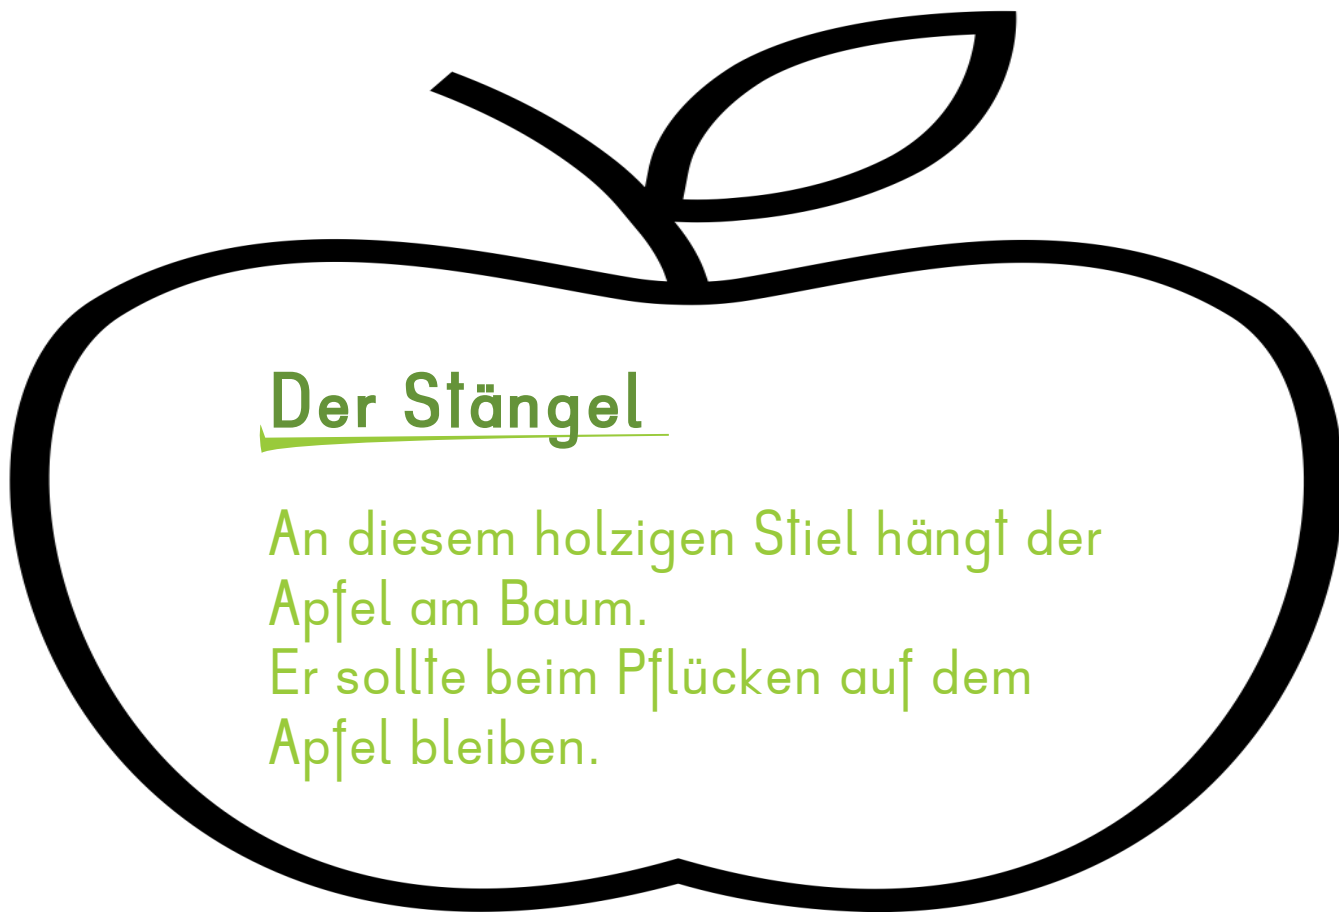 Der Stängel
An diesem holzigen Stiel hängt der
Apfel am Baum.
Er sollte beim Pflücken auf dem
Apfel bleiben.